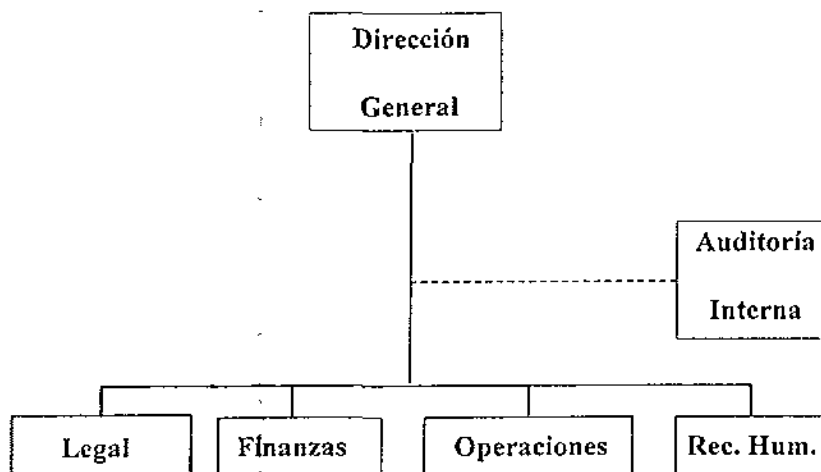 Dirección
General
Auditoría
Interna
Legal
Finanzas
Operaciones
Rec. Hum.